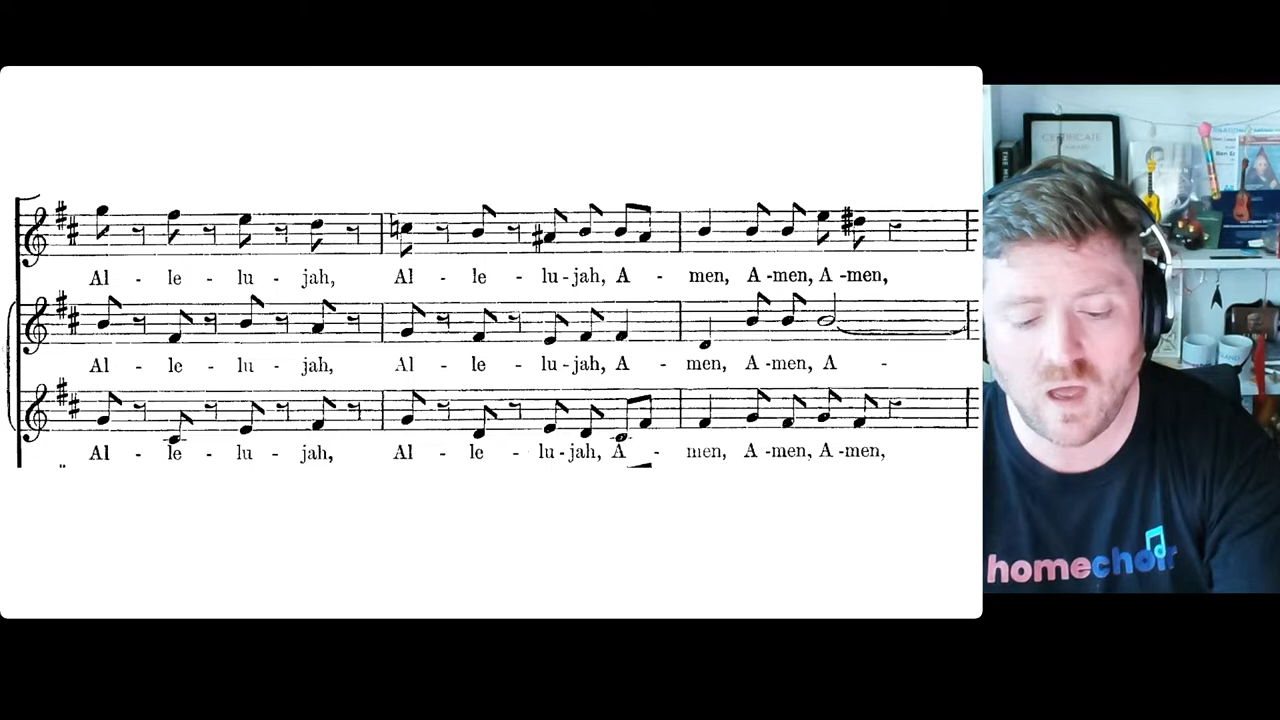 Al - le - lu - jah, Al - le - lu - jah, A - men, A - men, A - men,
Al - le - lu - jah, Al - le - lu - jah, A - men, A - men, A -
Al - le - lu - jah, Al - le - lu - jah, A - men, A - men, A - men,
CERTIFICATE
homechoir